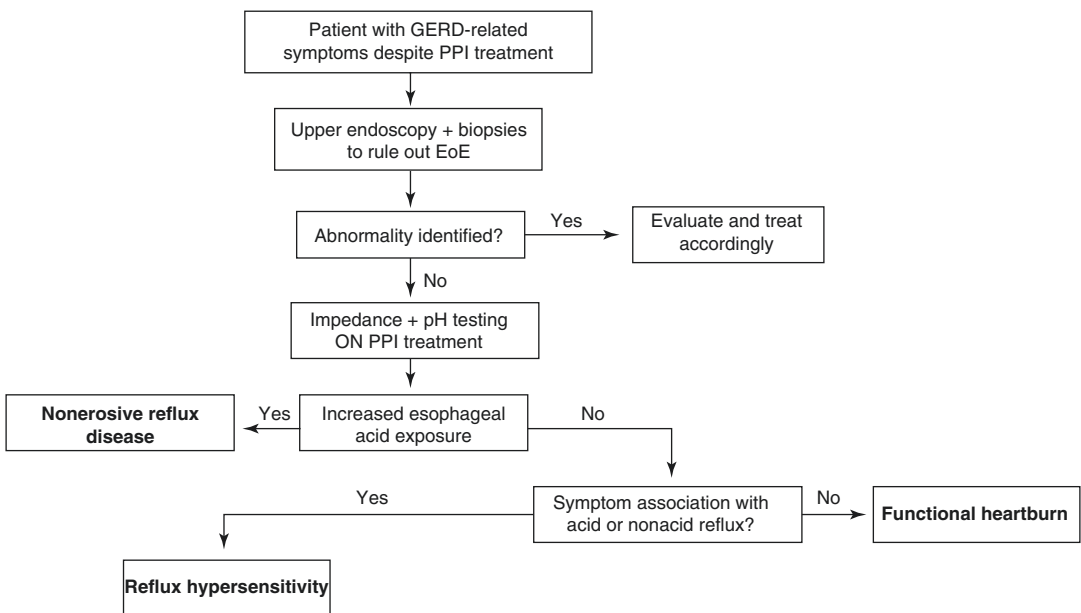 Patient with GERD-related
symptoms despite PPI treatment
Upper endoscopy + biopsies
to rule out EoE
Abnormality identified?
Yes
Evaluate and treat
accordingly
No
Impedance + pH testing
ON PPI treatment
Nonerosive reflux
disease
Yes
Increased esophageal
acid exposure
No
Yes
Symptom association with
acid or nonacid reflux?
No
Functional heartburn
Reflux hypersensitivity